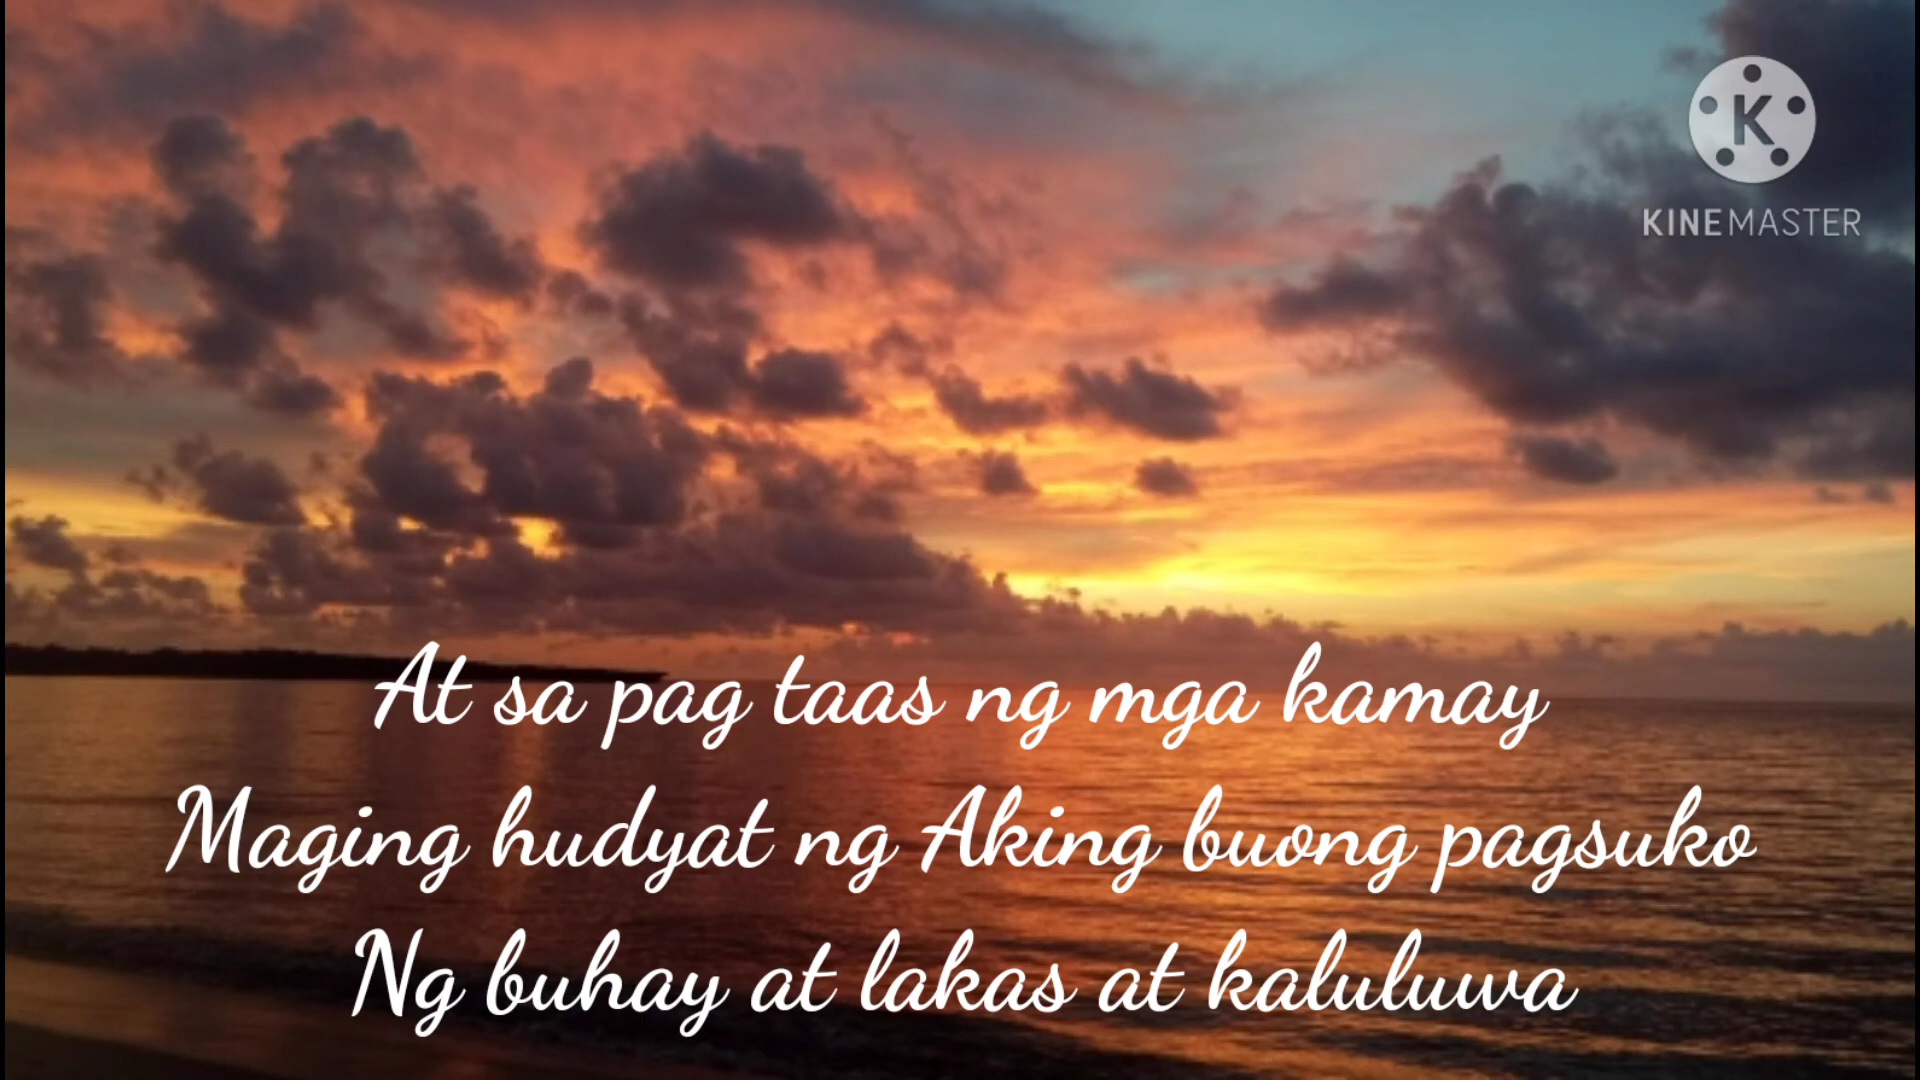 K
KINEMASTER
At sa pag taas ng mga kamay
Maging hudyat ng Aking buong pagsuko
Ng buhay at lakas at kaluluwa